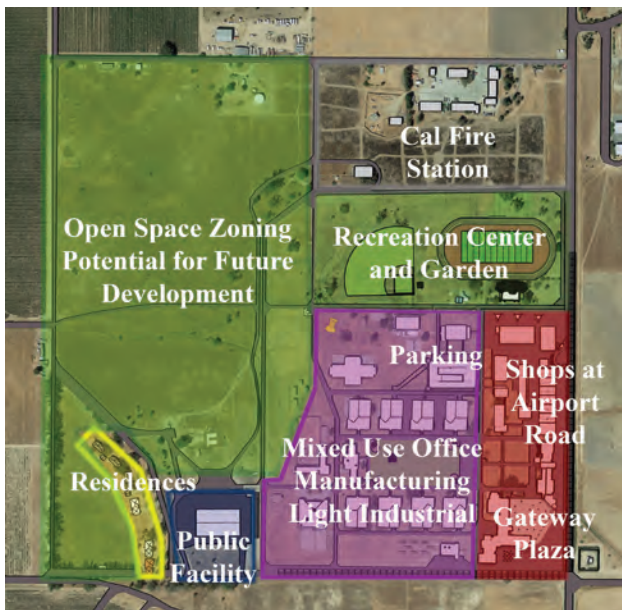 Cal Fire
Station
Open Space Zoning
Potential for Future
Development
Recreation Center
and Garden
Parking
Shops at
Airport
Road
Mixed Use Office
Manufacturing
Light Industrial
Residences
Public
Facility
Gateway
Plaza